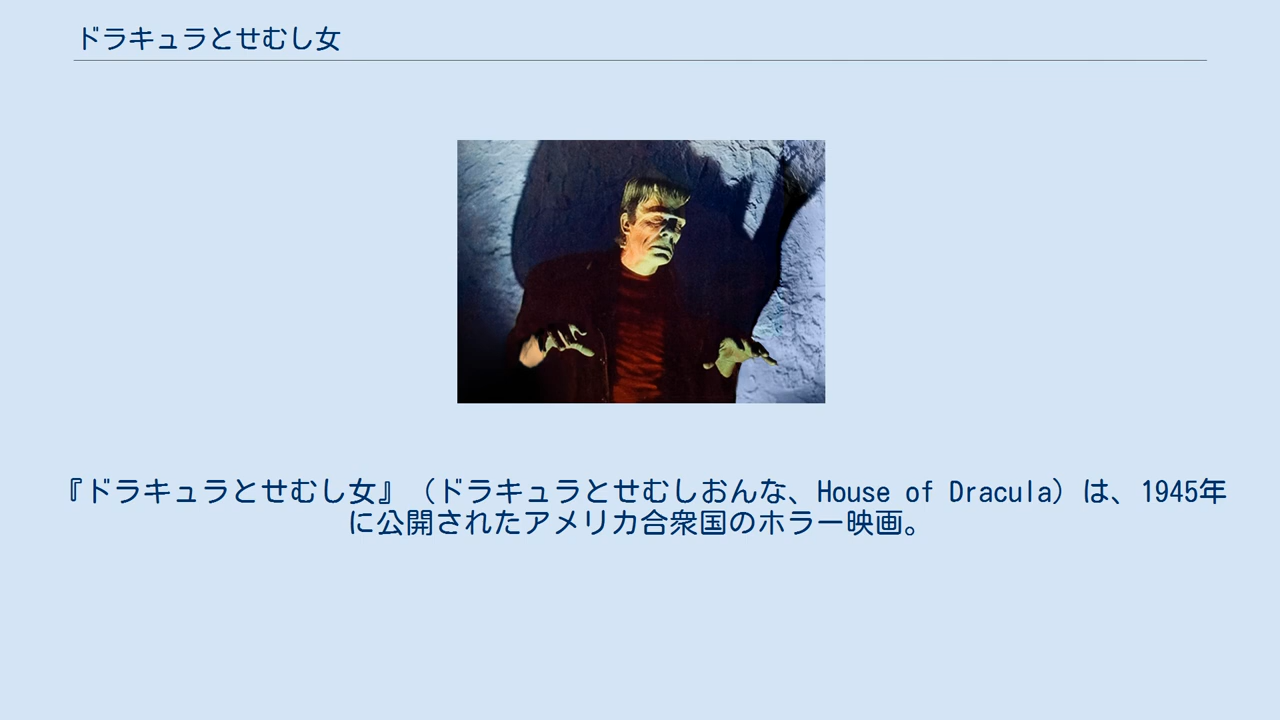 ドラキュラとせむし女
『ドラキュラとせむし女』（ドラキュラとせむしおんな、House of Dracula）は、1945年
に公開されたアメリカ合衆国のホラー映画。